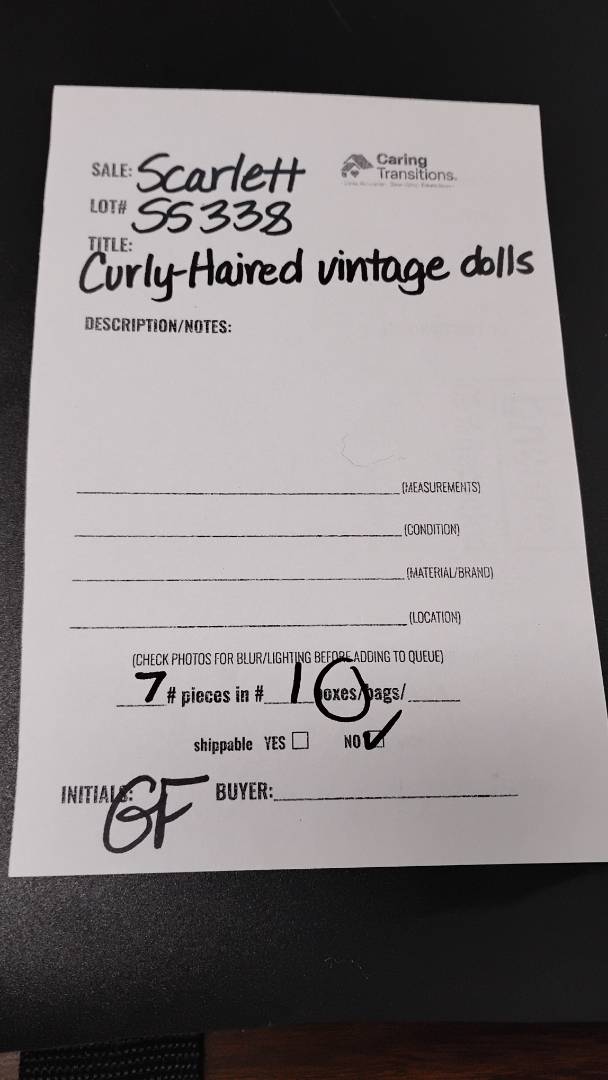 SALE: Scarlett
Caring
Transitions.
LOT# SS338
TITLE:
Curly-Haired vintage dolls
DESCRIPTION/NOTES:
(MEASUREMENTS)
(CONDITION)
(MATERIAL/BRAND)
(LOCATION)
(CHECK PHOTOS FOR BLUR/LIGHTING BEFORE ADDING TO QUEUE)
7 # pieces in # 1 boxes/bags/
shippable YES NO
INITIALS: GF BUYER: